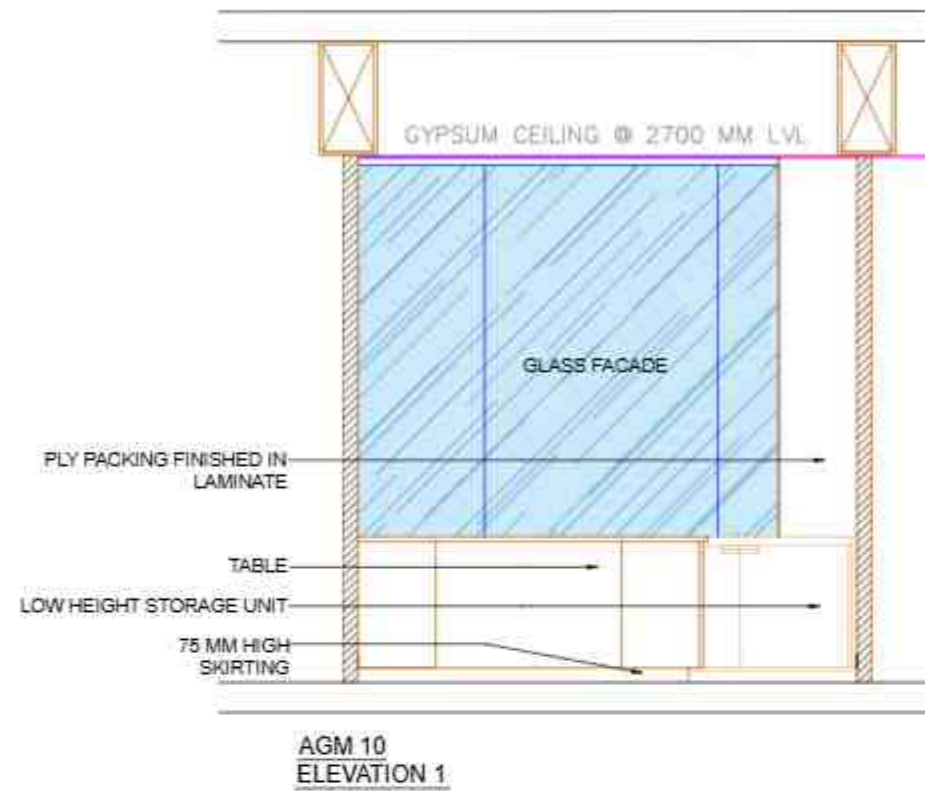 GYPSUM CEILING @ 2700 MM LVL
GLASS FACADE
PLY PACKING FINISHED IN
LAMINATE
TABLE
LOW HEIGHT STORAGE UNIT
75 MM HIGH
SKIRTING
AGM 10
ELEVATION 1